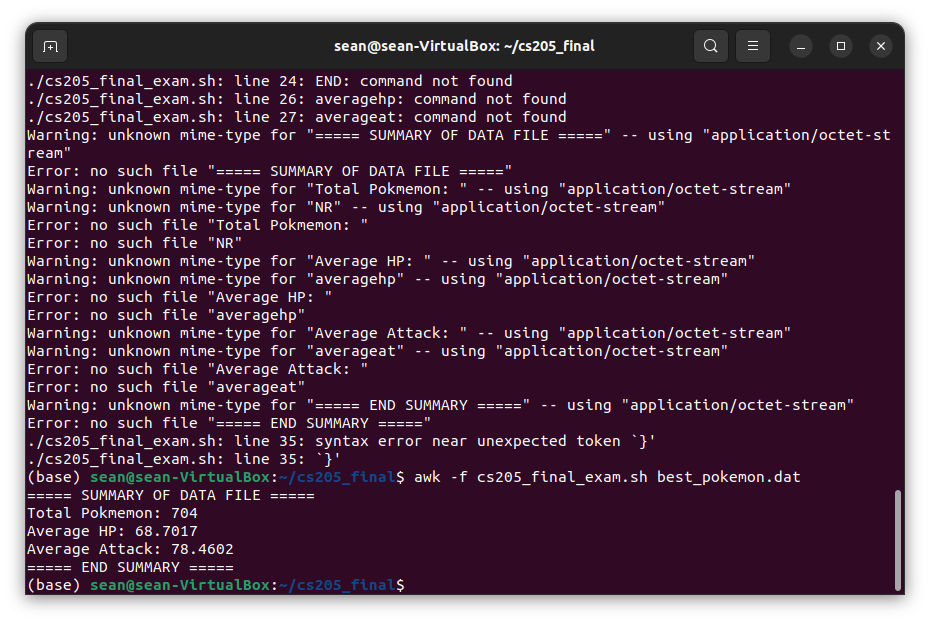 sean@sean-VirtualBox: ~/cs205_final
./cs205_final_exam.sh: line 24: END: command not found
./cs205_final_exam.sh: line 26: averagehp: command not found
./cs205_final_exam.sh: line 27: averageat: command not found
Warning: unknown mime-type for "===== SUMMARY OF DATA FILE =====" -- using "application/octet-st
ream"
Error: no such file "===== SUMMARY OF DATA FILE ====="
Warning: unknown mime-type for "Total Pokmemon: " -- using "application/octet-stream"
Warning: unknown mime-type for "NR" -- using "application/octet-stream"
Error: no such file "Total Pokmemon: "
Error: no such file "NR"
Warning: unknown mime-type for "Average HP: " -- using "application/octet-stream"
Warning: unknown mime-type for "averagehp" -- using "application/octet-stream"
Error: no such file "Average HP: "
Error: no such file "averagehp"
Warning: unknown mime-type for "Average Attack: " -- using "application/octet-stream"
Warning: unknown mime-type for "averageat" -- using "application/octet-stream"
Error: no such file "Average Attack: "
Error: no such file "averageat"
Warning: unknown mime-type for "===== END SUMMARY =====" -- using "application/octet-stream"
Error: no such file "===== END SUMMARY ====="
./cs205_final_exam.sh: line 35: syntax error near unexpected token `}'
./cs205_final_exam.sh: line 35: `}'
(base) sean@sean-VirtualBox:~/cs205_final$ awk -f cs205_final_exam.sh best_pokemon.dat
===== SUMMARY OF DATA FILE =====
Total Pokmemon: 704
Average HP: 68.7017
Average Attack: 78.4602
===== END SUMMARY =====
(base) sean@sean-VirtualBox:~/cs205_final$